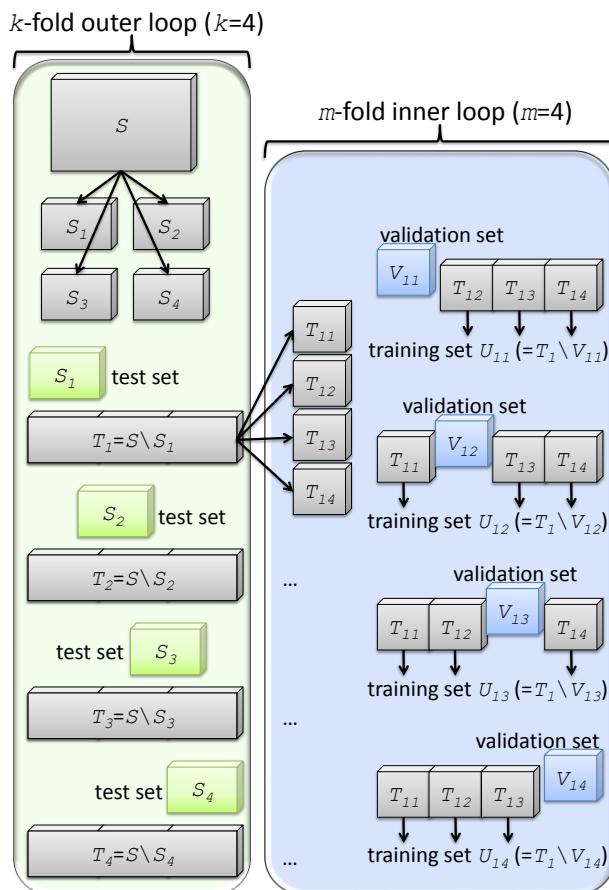 k-fold outer loop (k=4)
S
S1 S2
S3 S4
S1 test set
T1=S\S1
S2 test set
T2=S\S2
test set S3
T3=S\S3
test set S4
T4=S\S4
m-fold inner loop (m=4)
T11
T12
T13
T14
...
...
...
validation set
V11 T12 T13 T14
training set U11 (=T1\V11)
validation set
T11 V12 T13 T14
training set U12 (=T1\V12)
validation set
T11 T12 V13 T14
training set U13 (=T1\V13)
validation set
T11 T12 T13 V14
training set U14 (=T1\V14)